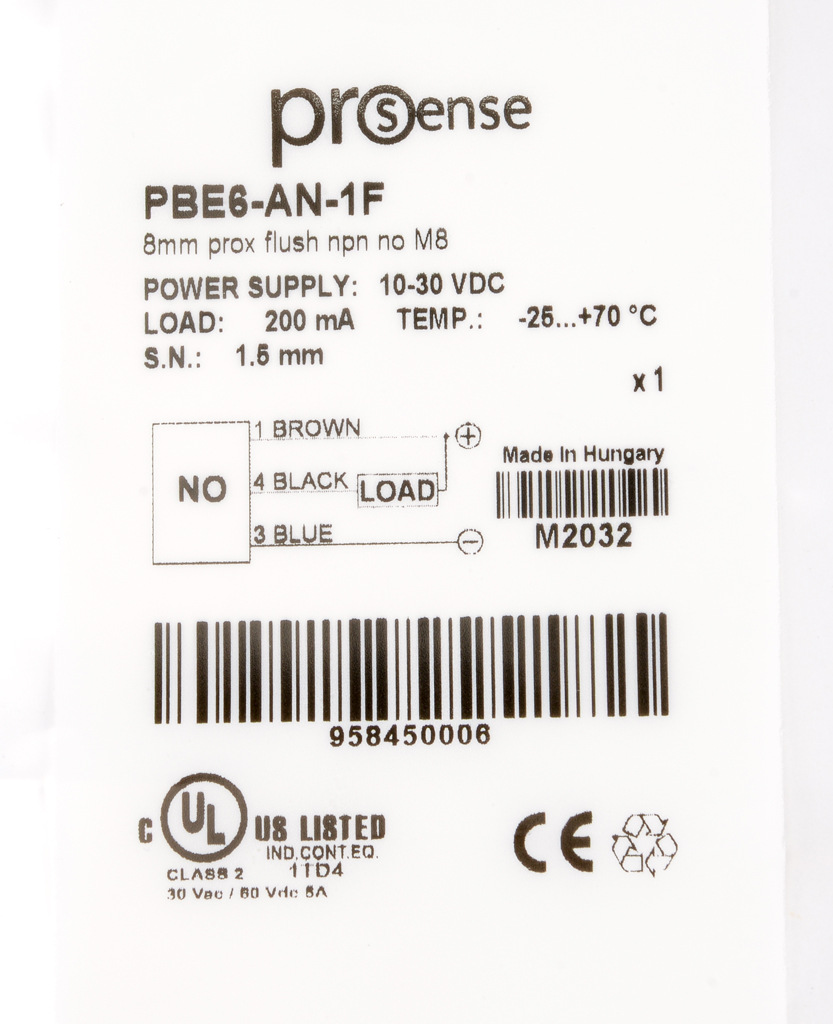 prosense
PBE6-AN-1F
8mm prox flush npn no M8
POWER SUPPLY: 10-30 VDC
LOAD: 200 mA TEMP.: -25...+70 °C
S.N.: 1.5 mm
x 1
1 BROWN +
NO 4 BLACK LOAD
3 BLUE −
Made In Hungary
M2032
958450006
C UL US LISTED
IND.CONT.EQ.
CLASS 2 11D4
30 Vac / 60 Vdc 5A
CE